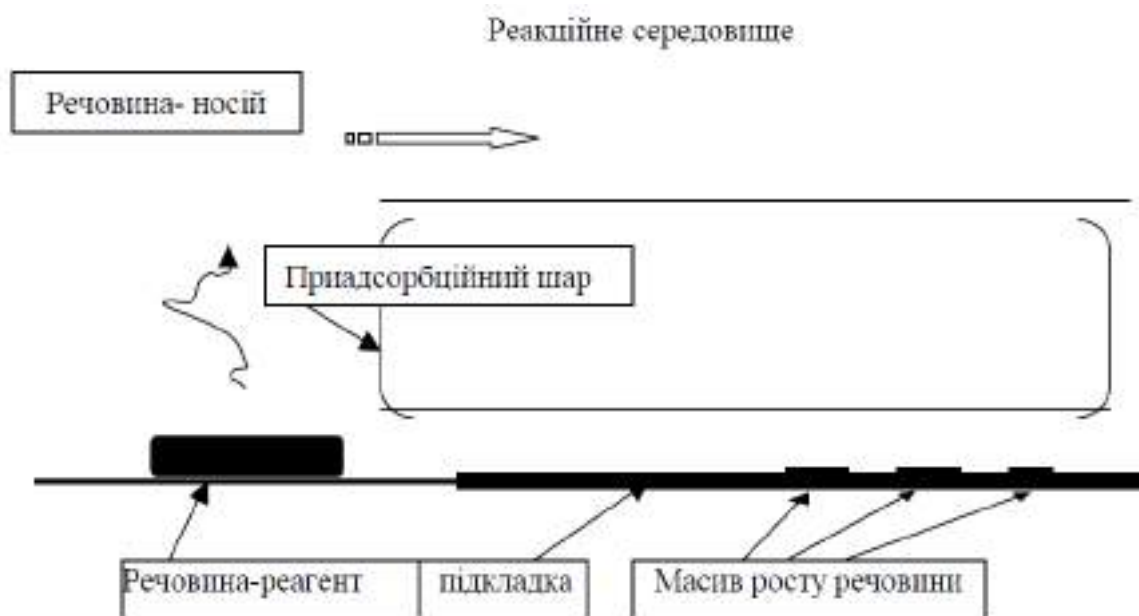 Реакційне середовище
Речовина- носій
Приадсорбційний шар
Речовина-реагент
підкладка
Масив росту речовини